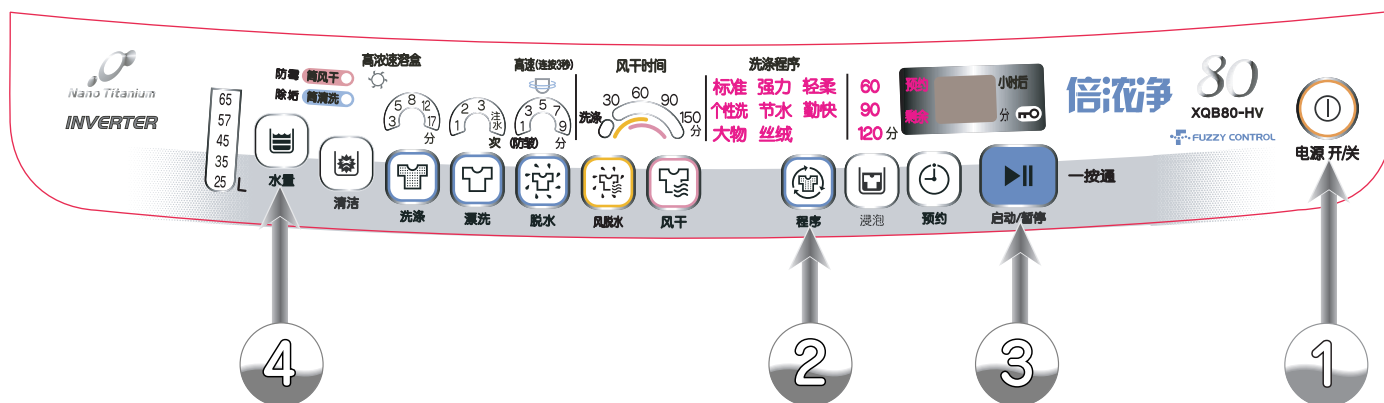 Nano Titanium
INVERTER
65
57
45
35
25 L
防霉 筒风干
除垢 筒清洗
水量
清洁
高浓速溶盒
3 5 8 12 17 分
洗涤
1 2 3 注水 次
漂洗
高速(连按3秒)
1 3 5 7 9 分
(防皱)
脱水
风脱水
风干时间
洗涤 30 60 90 150 分
风干
洗涤程序
标准 强力 轻柔
个性洗 节水 勤快
大物 丝绒
60
90
120 分
程序
浸泡
预约 小时后
剩余 分
预约
启动/暂停
一按通
倍浓净
80
XQB80-HV
FUZZY CONTROL
电源 开/关
4
2
3
1